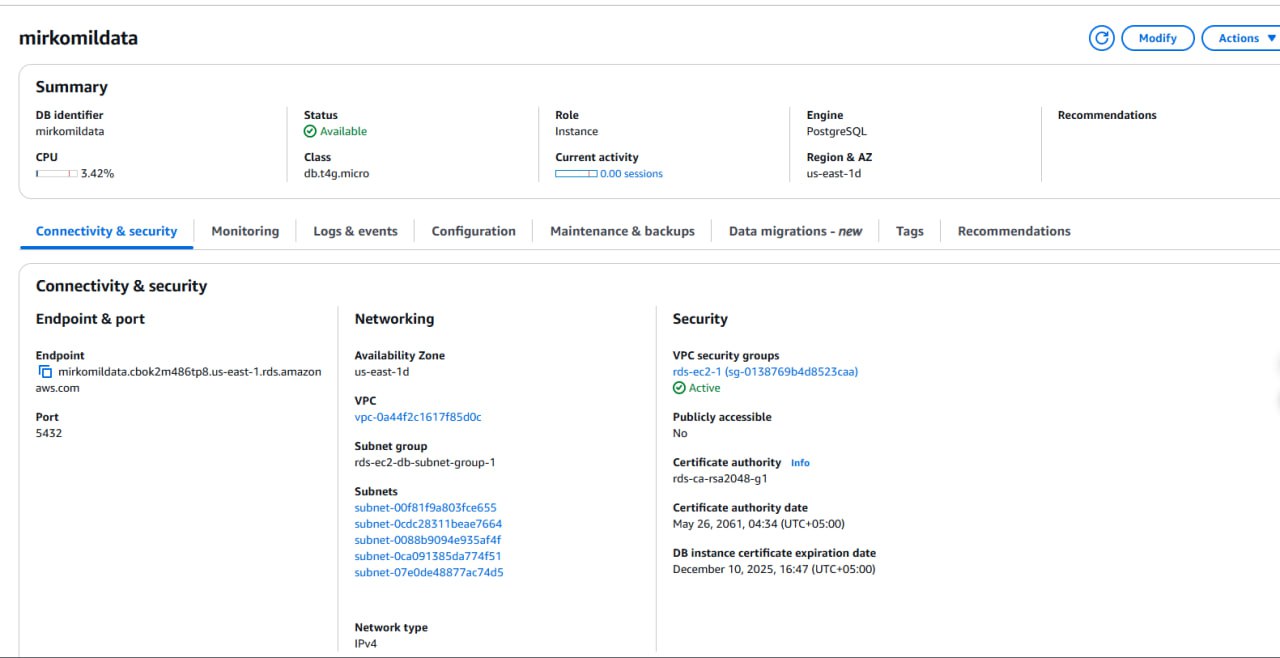 mirkomildata
Modify
Actions
Summary
DB identifier
mirkomildata
Status
Available
Role
Instance
Engine
PostgreSQL
Recommendations
CPU
3.42%
Class
db.t4g.micro
Current activity
0.00 sessions
Region & AZ
us-east-1d
Connectivity & security
Monitoring
Logs & events
Configuration
Maintenance & backups
Data migrations - new
Tags
Recommendations
Connectivity & security
Endpoint & port
Endpoint
mirkomildata.cbok2m486tp8.us-east-1.rds.amazon
aws.com
Port
5432
Networking
Availability Zone
us-east-1d
VPC
vpc-0a44f2c1617f85d0c
Subnet group
rds-ec2-db-subnet-group-1
Subnets
subnet-00f81f9a803fce655
subnet-0cdc28311beae7664
subnet-0088b9094e935af4f
subnet-0ca091385da774f51
subnet-07e0de48877ac74d5
Network type
IPv4
Security
VPC security groups
rds-ec2-1 (sg-0138769b4d8523caa)
Active
Publicly accessible
No
Certificate authority Info
rds-ca-rsa2048-g1
Certificate authority date
May 26, 2061, 04:34 (UTC+05:00)
DB instance certificate expiration date
December 10, 2025, 16:47 (UTC+05:00)